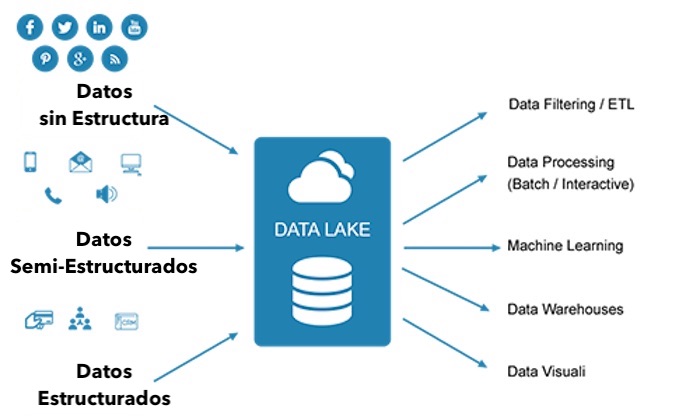 Datos
sin Estructura
Datos
Semi-Estructurados
CRM
Datos
Estructurados
DATA LAKE
Data Filtering / ETL
Data Processing
(Batch / Interactive)
Machine Learning
Data Warehouses
Data Visuali